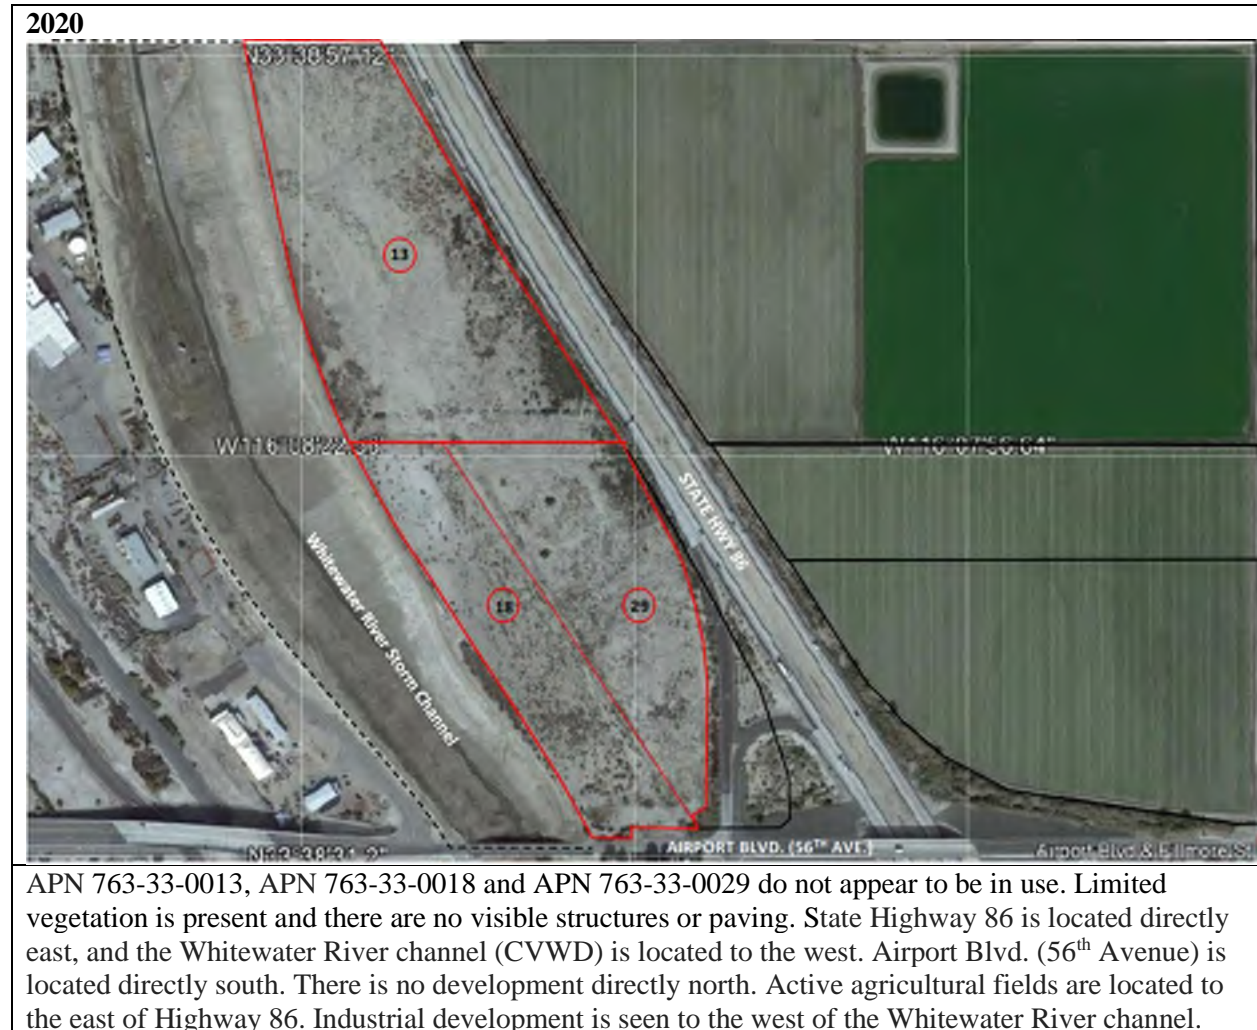 2020
N33°38'57.12"
13
W116°08'22.56"
W116°07'56.64"
STATE HWY 86
Whitewater River Storm Channel
18
29
AIRPORT BLVD. (56TH AVE.)
N33°38'31.2"
Airport Blvd & Fillmore St
APN 763-33-0013, APN 763-33-0018 and APN 763-33-0029 do not appear to be in use. Limited
vegetation is present and there are no visible structures or paving. State Highway 86 is located directly
east, and the Whitewater River channel (CVWD) is located to the west. Airport Blvd. (56th Avenue) is
located directly south. There is no development directly north. Active agricultural fields are located to
the east of Highway 86. Industrial development is seen to the west of the Whitewater River channel.